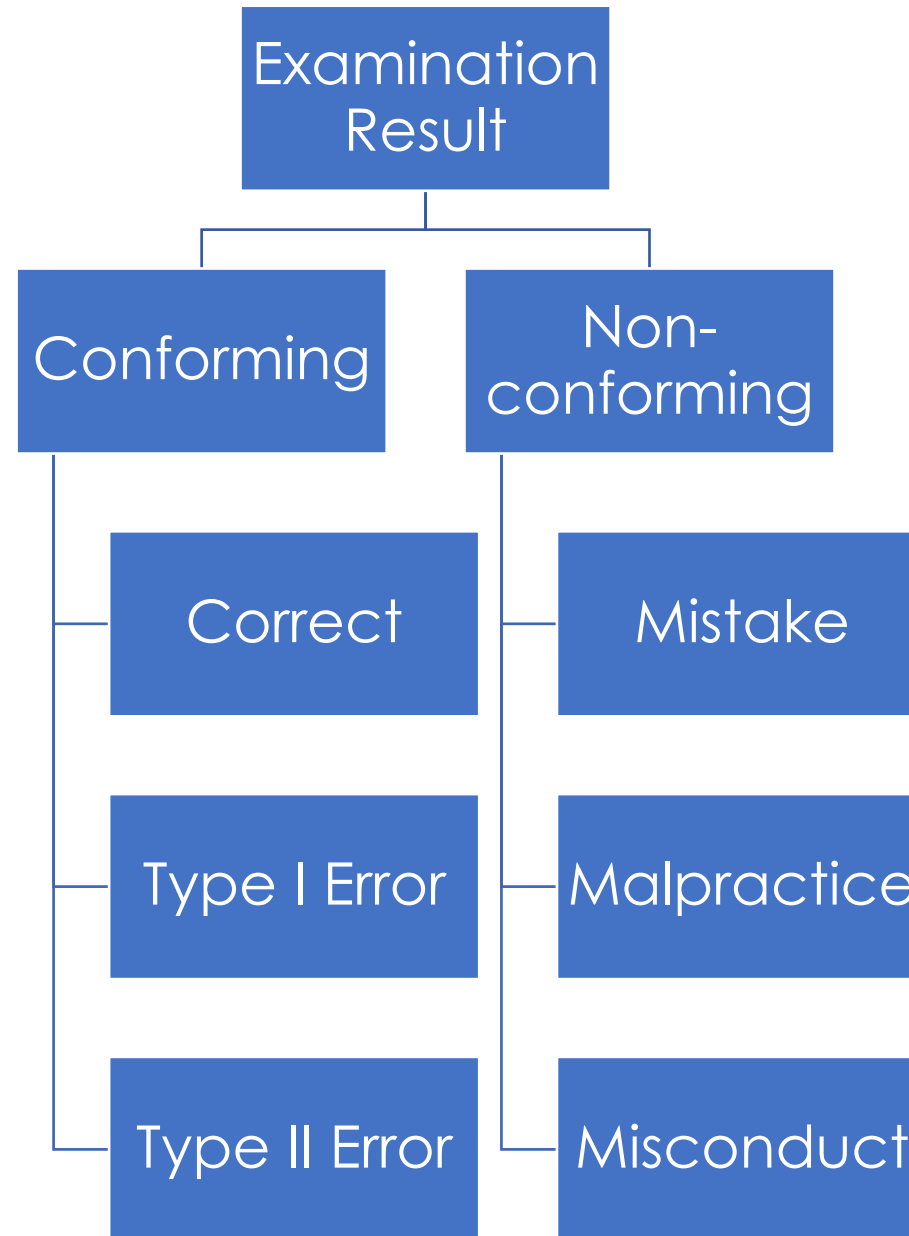 Examination
Result
Conforming
Non-
conforming
Correct
Mistake
Type I Error
Malpractice
Type II Error
Misconduct